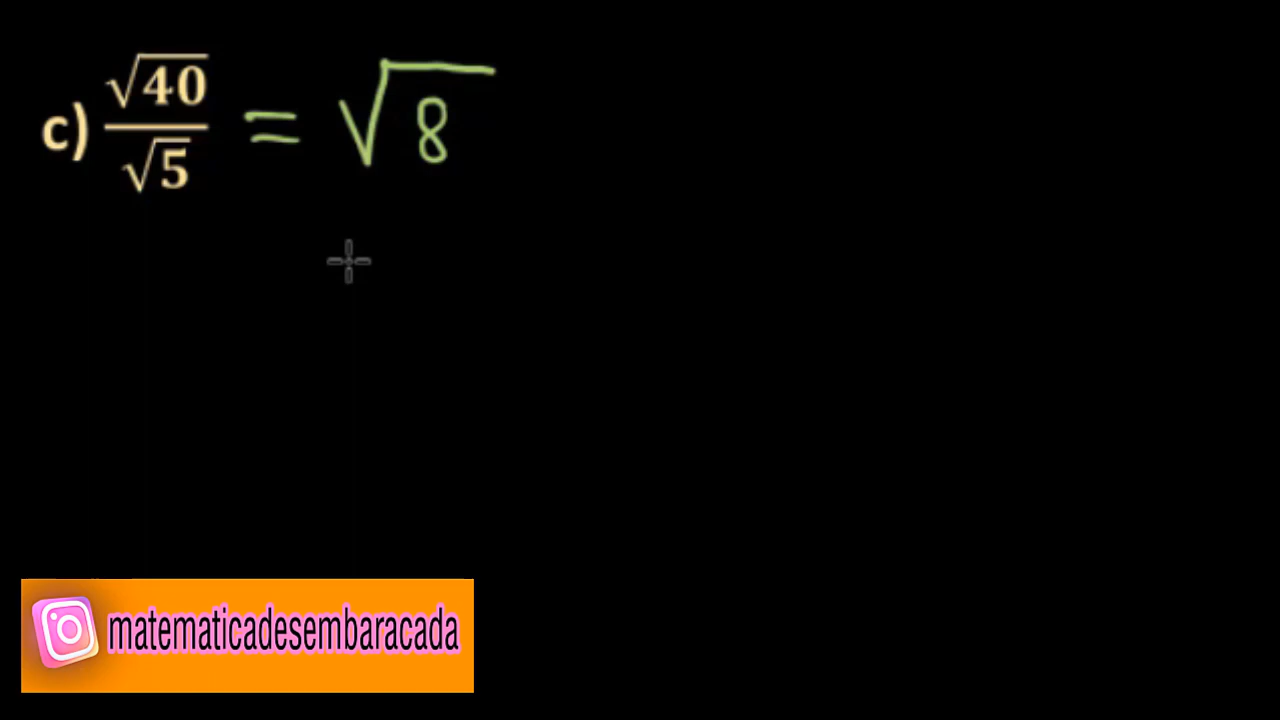 c) √40/√5 = √8
matematicadesembaracada